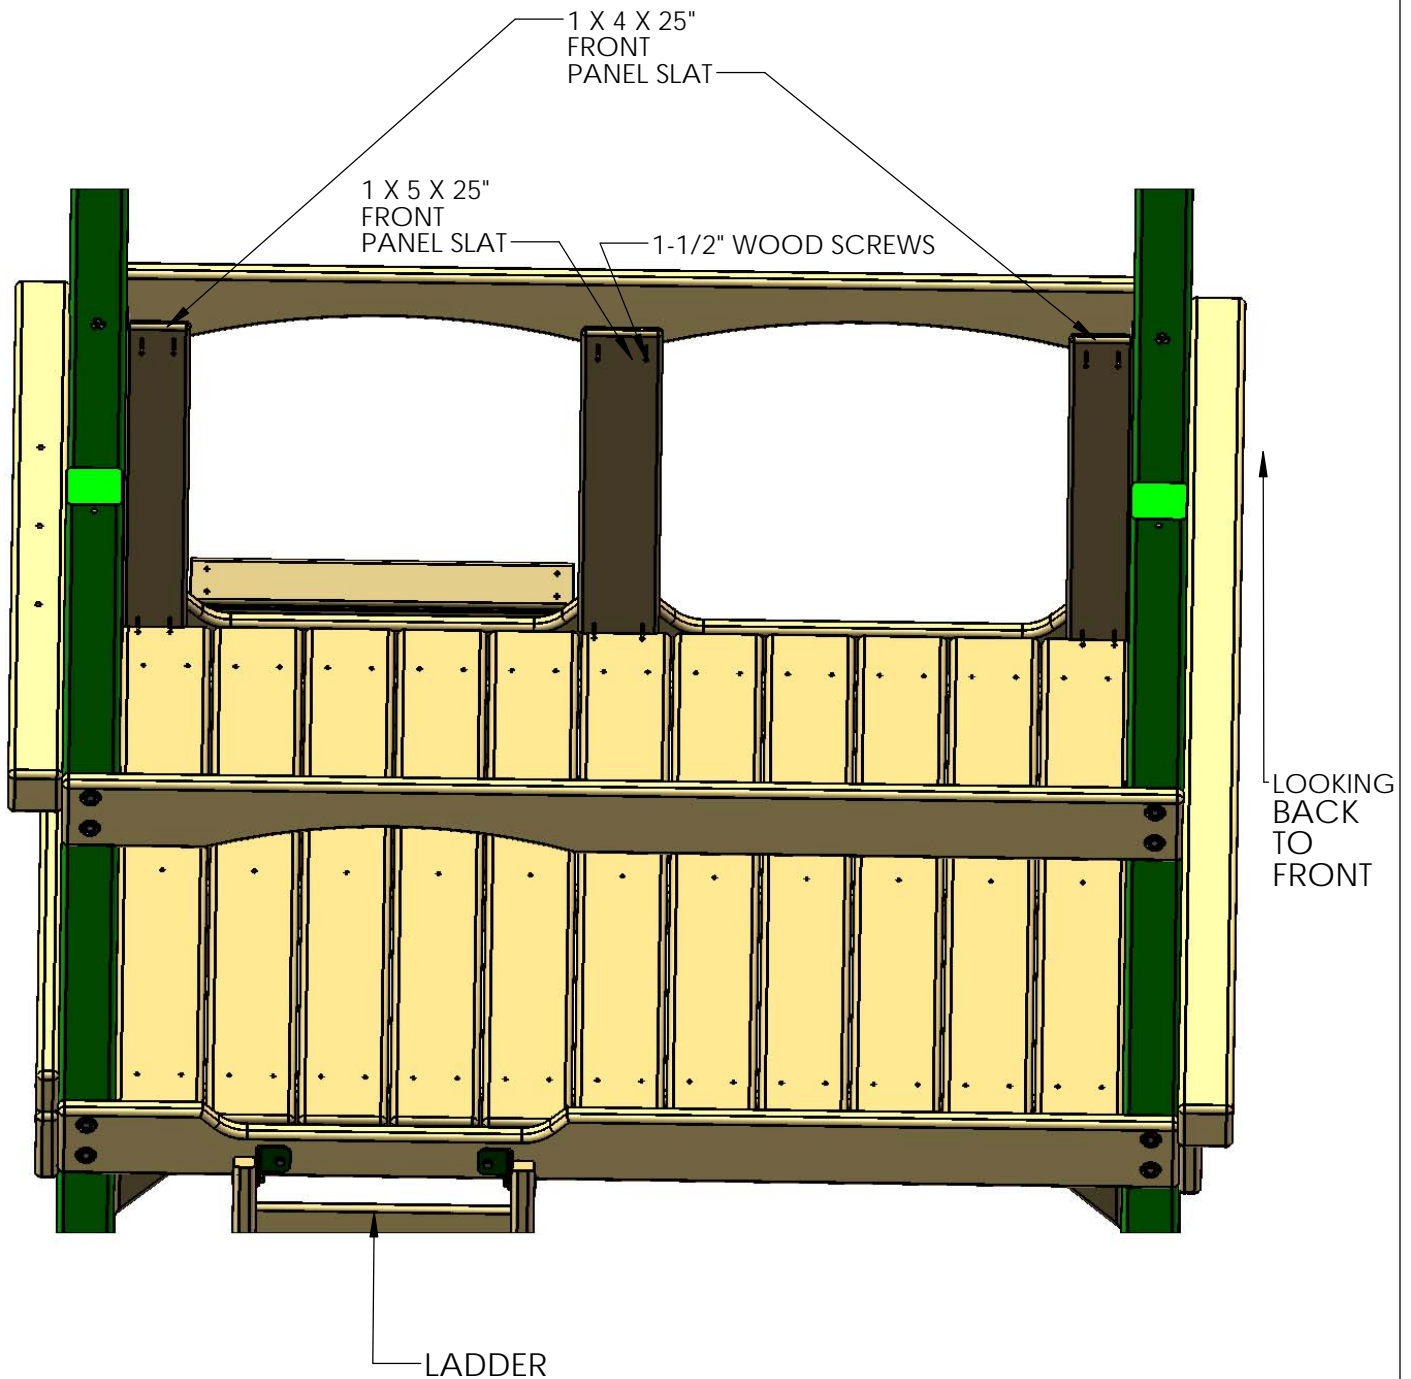 1 X 4 X 25"
FRONT
PANEL SLAT
1 X 5 X 25"
FRONT
PANEL SLAT
1-1/2" WOOD SCREWS
LOOKING
BACK
TO
FRONT
LADDER